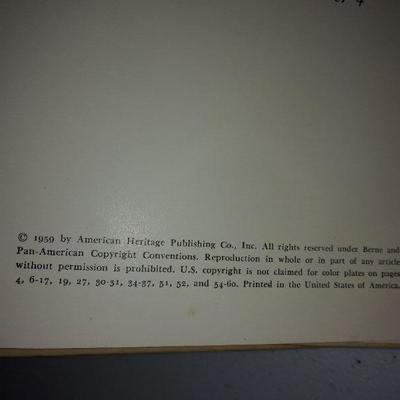 © 1959 by American Heritage Publishing Co., Inc. All rights reserved under Berne and
Pan-American Copyright Conventions. Reproduction in whole or in part of any article
without permission is prohibited. U.S. copyright is not claimed for color plates on pages
4, 6-17, 19, 27, 30-31, 34-37, 51, 52, and 54-60. Printed in the United States of America.